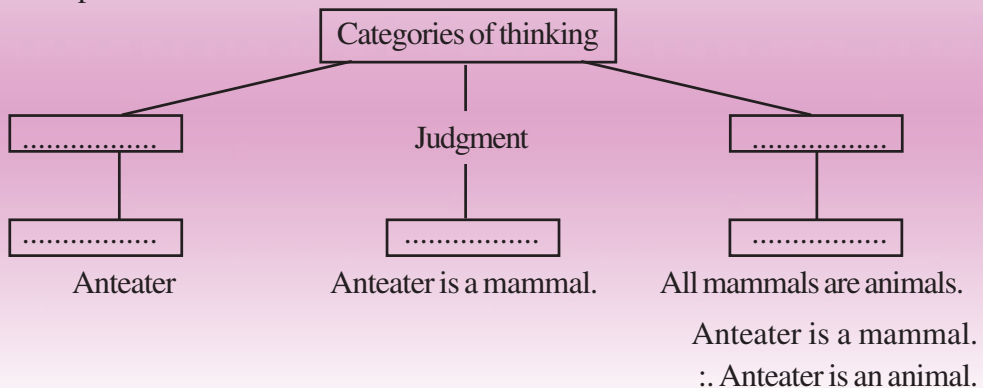 Categories of thinking
................. Judgment .................
................. ................. .................
Anteater Anteater is a mammal. All mammals are animals.
Anteater is a mammal.
:. Anteater is an animal.